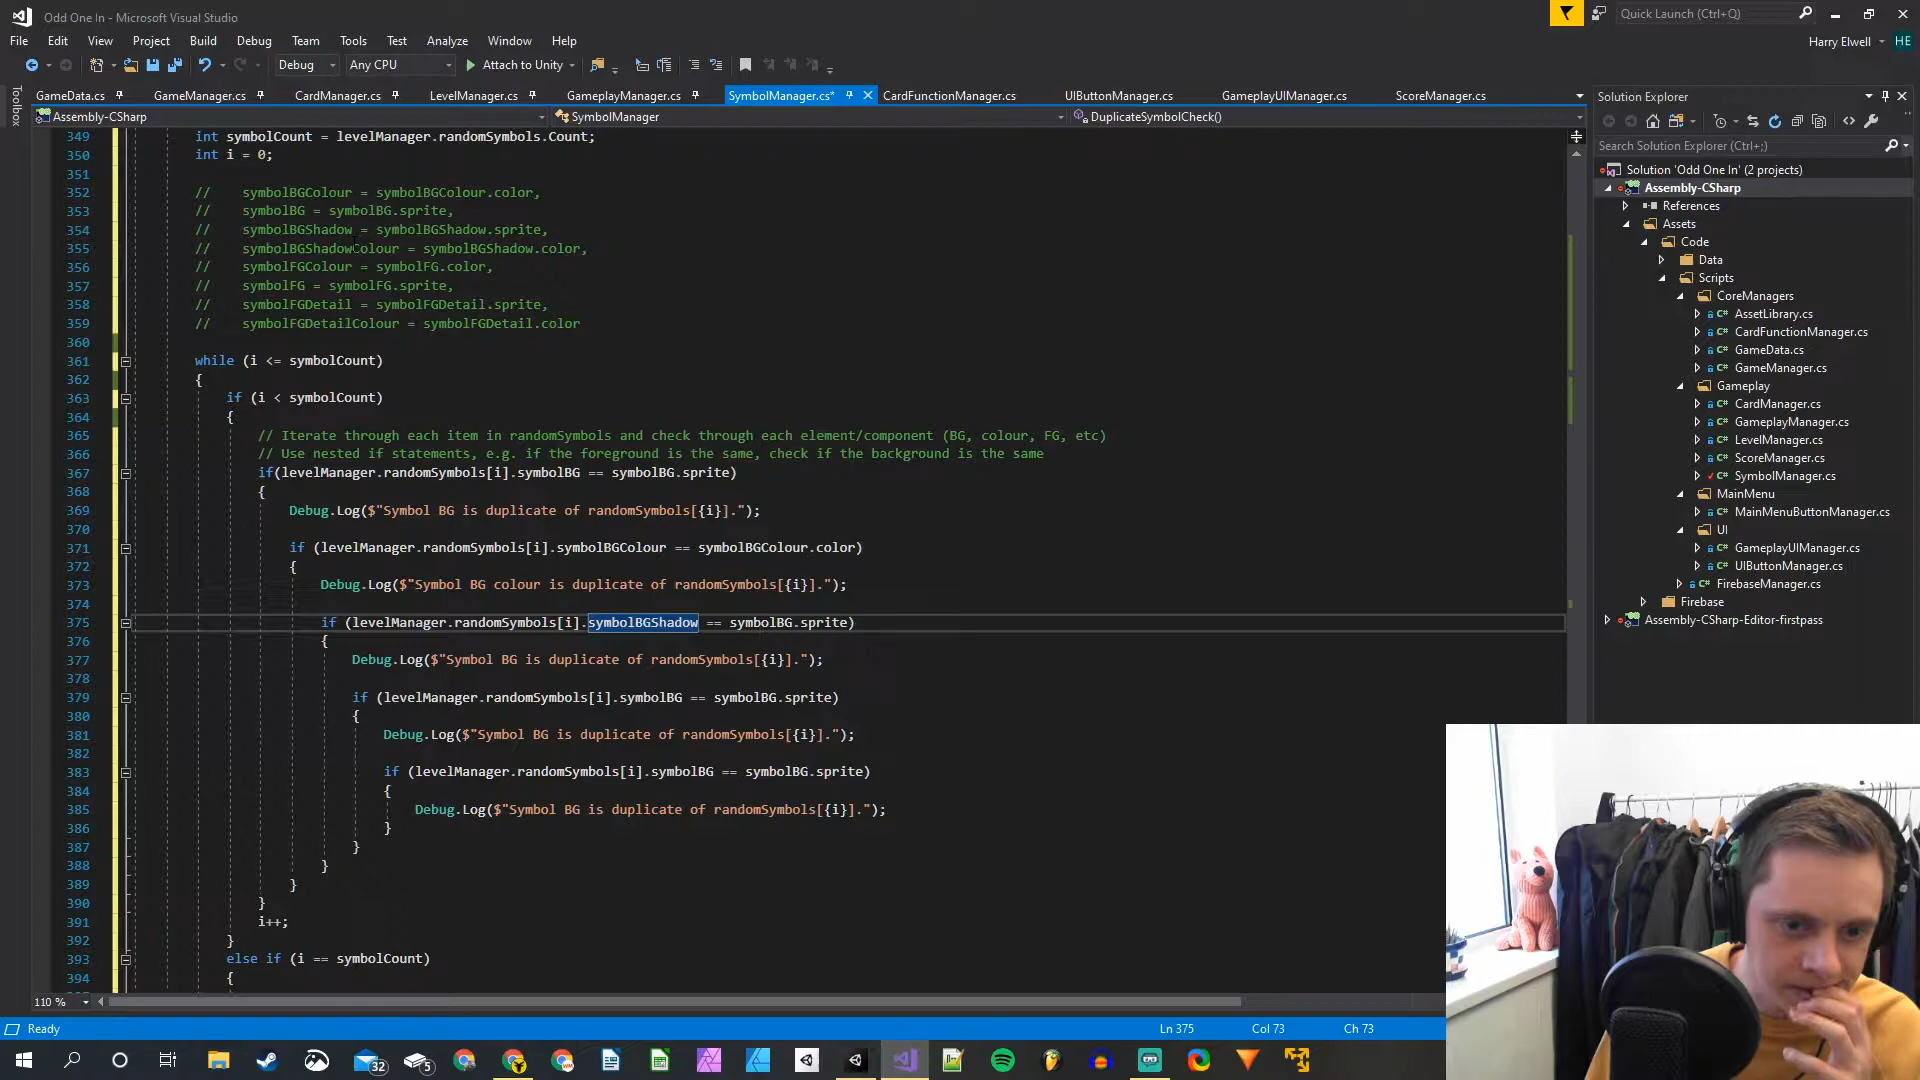 Odd One In - Microsoft Visual Studio
Quick Launch (Ctrl+Q)
File Edit View Project Build Debug Team Tools Test Analyze Window Help
Harry Elwell HE
Debug Any CPU Attach to Unity
Toolbox
GameData.cs GameManager.cs CardManager.cs LevelManager.cs GameplayManager.cs SymbolManager.cs* CardFunctionManager.cs UIButtonManager.cs GameplayUIManager.cs ScoreManager.cs
Assembly-CSharp SymbolManager DuplicateSymbolCheck()
349 int symbolCount = levelManager.randomSymbols.Count;
350 int i = 0;
351
352 // symbolBGColour = symbolBGColour.color,
353 // symbolBG = symbolBG.sprite,
354 // symbolBGShadow = symbolBGShadow.sprite,
355 // symbolBGShadowColour = symbolBGShadow.color,
356 // symbolFGColour = symbolFG.color,
357 // symbolFG = symbolFG.sprite,
358 // symbolFGDetail = symbolFGDetail.sprite,
359 // symbolFGDetailColour = symbolFGDetail.color
360
361 while (i <= symbolCount)
362 {
363 if (i < symbolCount)
364 {
365 // Iterate through each item in randomSymbols and check through each element/component (BG, colour, FG, etc)
366 // Use nested if statements, e.g. if the foreground is the same, check if the background is the same
367 if(levelManager.randomSymbols[i].symbolBG == symbolBG.sprite)
368 {
369 Debug.Log($"Symbol BG is duplicate of randomSymbols[{i}].");
370
371 if (levelManager.randomSymbols[i].symbolBGColour == symbolBGColour.color)
372 {
373 Debug.Log($"Symbol BG colour is duplicate of randomSymbols[{i}].");
374
375 if (levelManager.randomSymbols[i].symbolBGShadow == symbolBG.sprite)
376 {
377 Debug.Log($"Symbol BG is duplicate of randomSymbols[{i}].");
378
379 if (levelManager.randomSymbols[i].symbolBG == symbolBG.sprite)
380 {
381 Debug.Log($"Symbol BG is duplicate of randomSymbols[{i}].");
382
383 if (levelManager.randomSymbols[i].symbolBG == symbolBG.sprite)
384 {
385 Debug.Log($"Symbol BG is duplicate of randomSymbols[{i}].");
386 }
387 }
388 }
389 }
390 }
391 i++;
392 }
393 else if (i == symbolCount)
394 {
110 %
Solution Explorer
Search Solution Explorer (Ctrl+;)
Solution 'Odd One In' (2 projects)
Assembly-CSharp
References
Assets
Code
Data
Scripts
CoreManagers
C# AssetLibrary.cs
C# CardFunctionManager.cs
C# GameData.cs
C# GameManager.cs
Gameplay
C# CardManager.cs
C# GameplayManager.cs
C# LevelManager.cs
C# ScoreManager.cs
C# SymbolManager.cs
MainMenu
C# MainMenuButtonManager.cs
UI
C# GameplayUIManager.cs
C# UIButtonManager.cs
C# FirebaseManager.cs
Firebase
Assembly-CSharp-Editor-firstpass
Ready Ln 375 Col 73 Ch 73
32 5